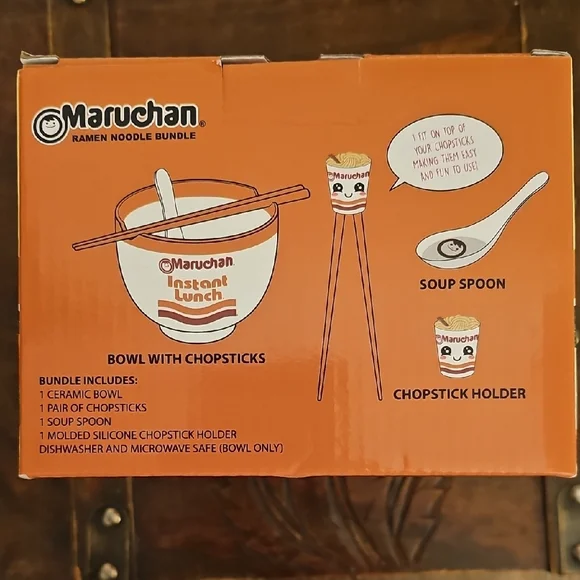 Maruchan®
RAMEN NOODLE BUNDLE
Maruchan
Instant
Lunch
BOWL WITH CHOPSTICKS
BUNDLE INCLUDES:
1 CERAMIC BOWL
1 PAIR OF CHOPSTICKS
1 SOUP SPOON
1 MOLDED SILICONE CHOPSTICK HOLDER
DISHWASHER AND MICROWAVE SAFE (BOWL ONLY)
Maruchan
I FIT ON TOP OF
YOUR CHOPSTICKS
MAKING THEM EASY
AND FUN TO USE!
SOUP SPOON
Maruchan
CHOPSTICK HOLDER